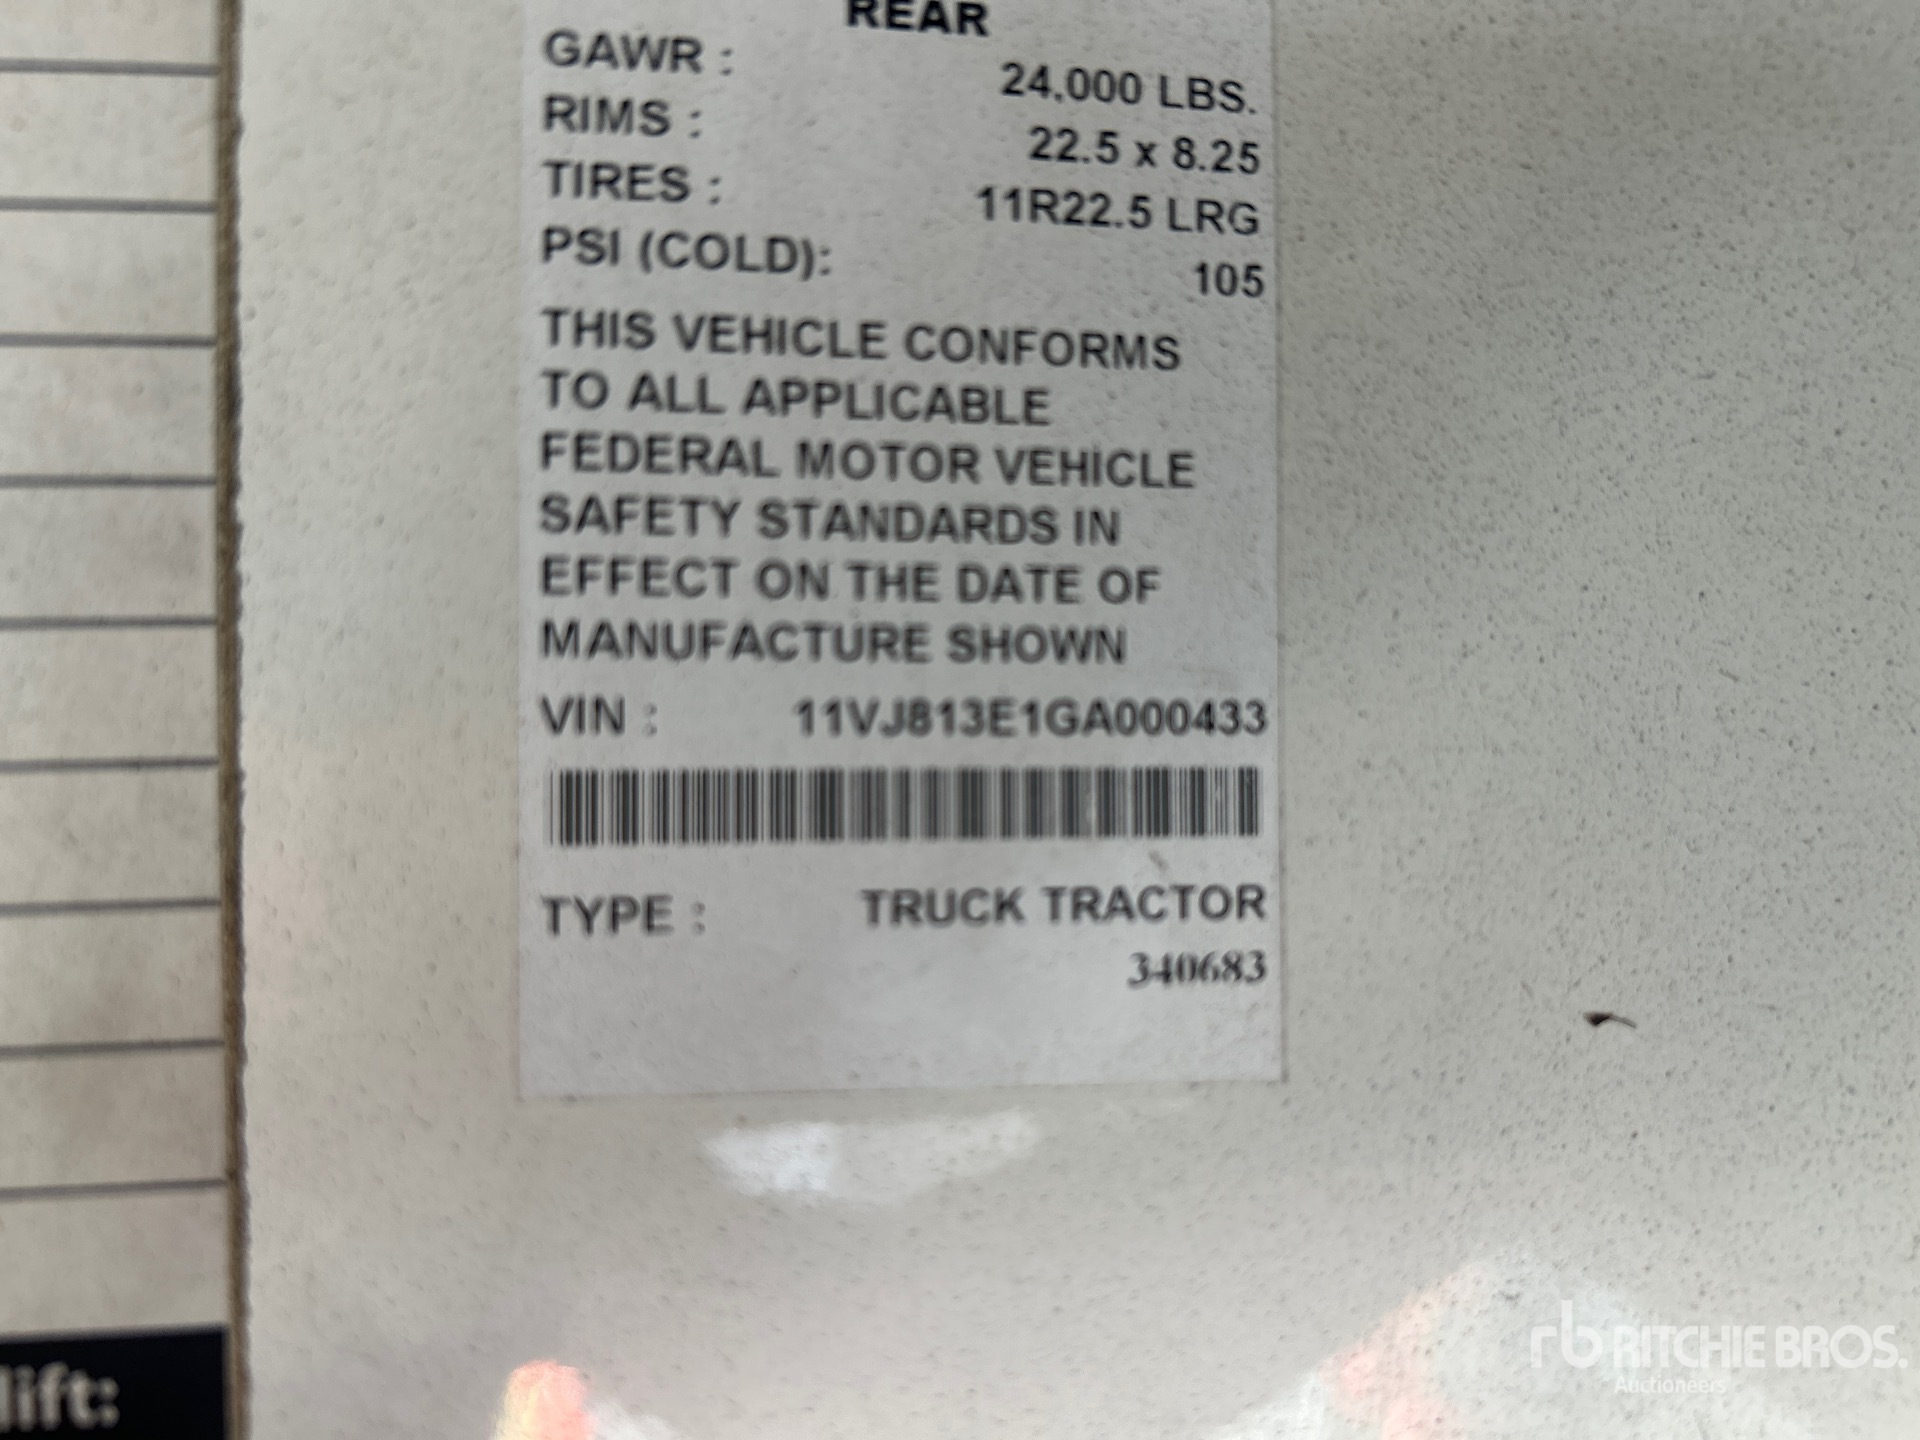 REAR
GAWR : 24,000 LBS.
RIMS : 22.5 x 8.25
TIRES : 11R22.5 LRG
PSI (COLD): 105
THIS VEHICLE CONFORMS
TO ALL APPLICABLE
FEDERAL MOTOR VEHICLE
SAFETY STANDARDS IN
EFFECT ON THE DATE OF
MANUFACTURE SHOWN
VIN : 11VJ813E1GA000433
TYPE : TRUCK TRACTOR
340683
lift:
rb RITCHIE BROS.
Auctioneers